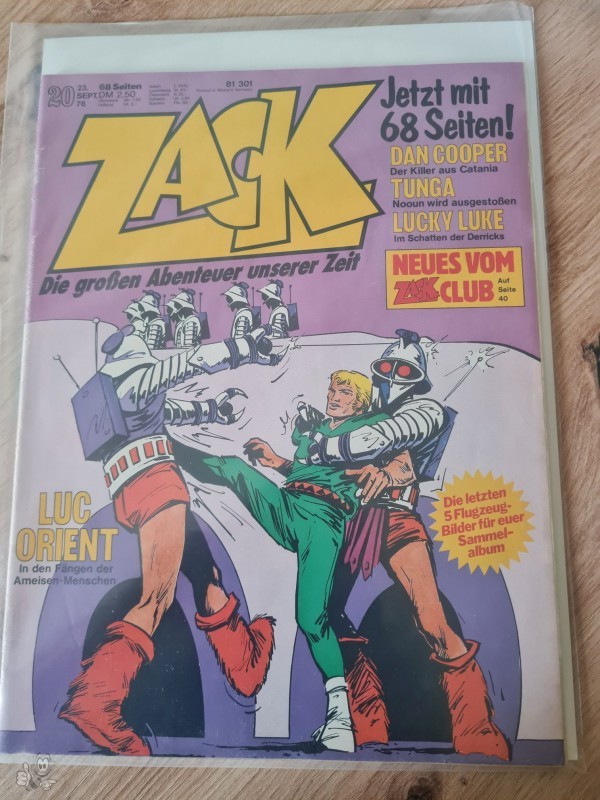 20
23.
SEPT.
76
68 Seiten
DM 2.50
81 301
ZACK
Die großen Abenteuer unserer Zeit
Jetzt mit
68 Seiten!
DAN COOPER
Der Killer aus Catania
TUNGA
Nooun wird ausgestoßen
LUCKY LUKE
Im Schatten der Derricks
NEUES VOM
ZACK CLUB
Auf
Seite
40
LUC
ORIENT
In den Fängen der
Ameisen-Menschen
Die letzten
5 Flugzeug-
Bilder für euer
Sammel-
album